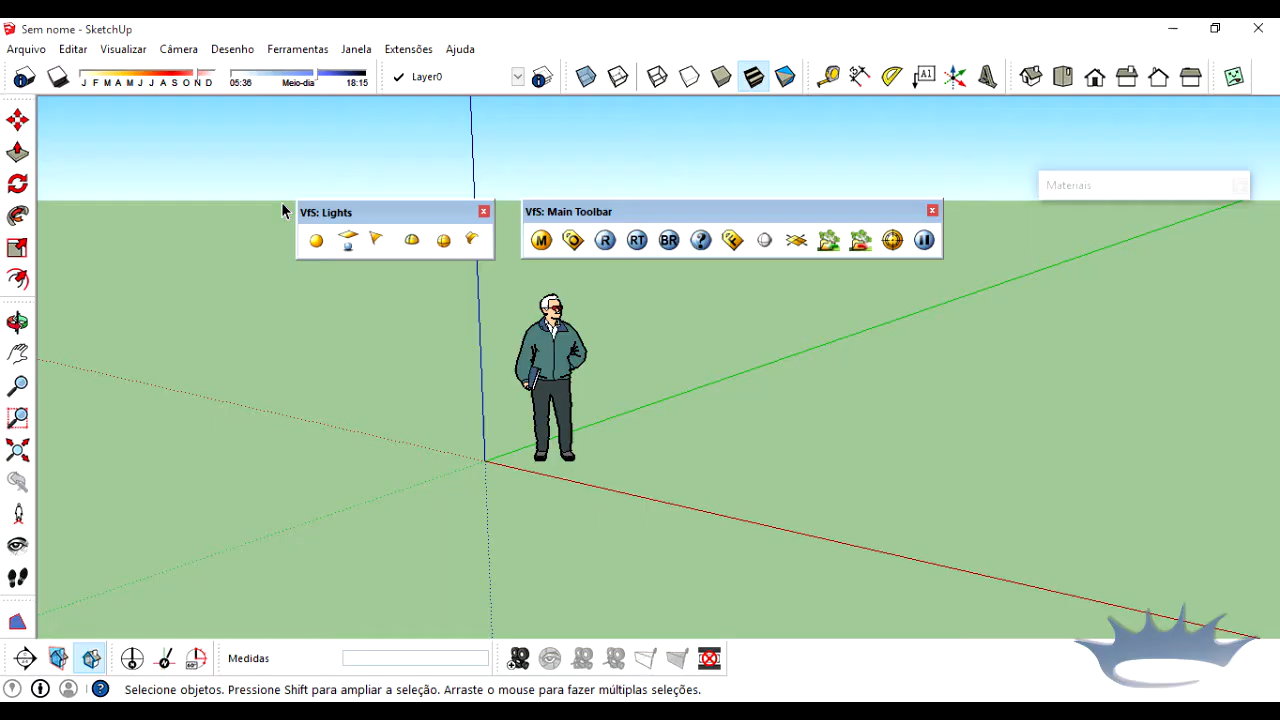 Sem nome - SketchUp
Arquivo Editar Visualizar Câmera Desenho Ferramentas Janela Extensões Ajuda
J F M A M J J A S O N D 05:36 Meio-dia 18:15 Layer0 A1
Materiais
VfS: Lights
VfS: Main Toolbar
M O R RT BR ? F
Medidas
Selecione objetos. Pressione Shift para ampliar a seleção. Arraste o mouse para fazer múltiplas seleções.